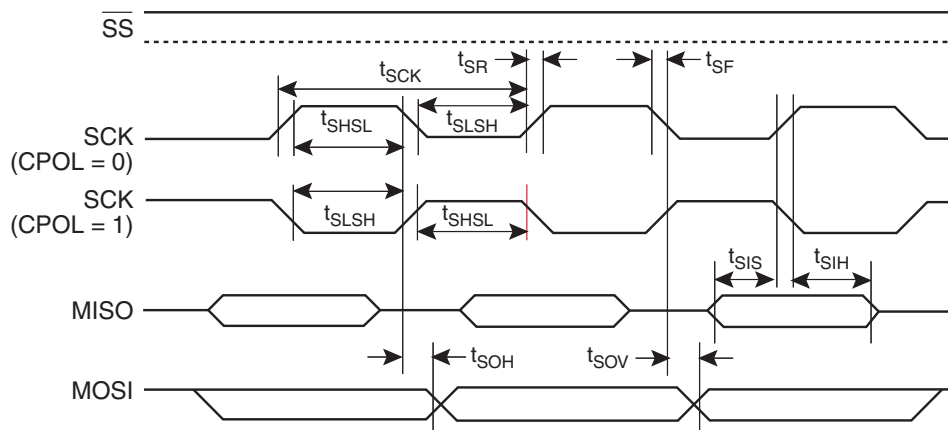 SS
tSCK
tSR
tSF
tSHSL
tSLSH
SCK
(CPOL = 0)
SCK
(CPOL = 1)
tSLSH
tSHSL
tSIS
tSIH
MISO
tSOH
tSOV
MOSI